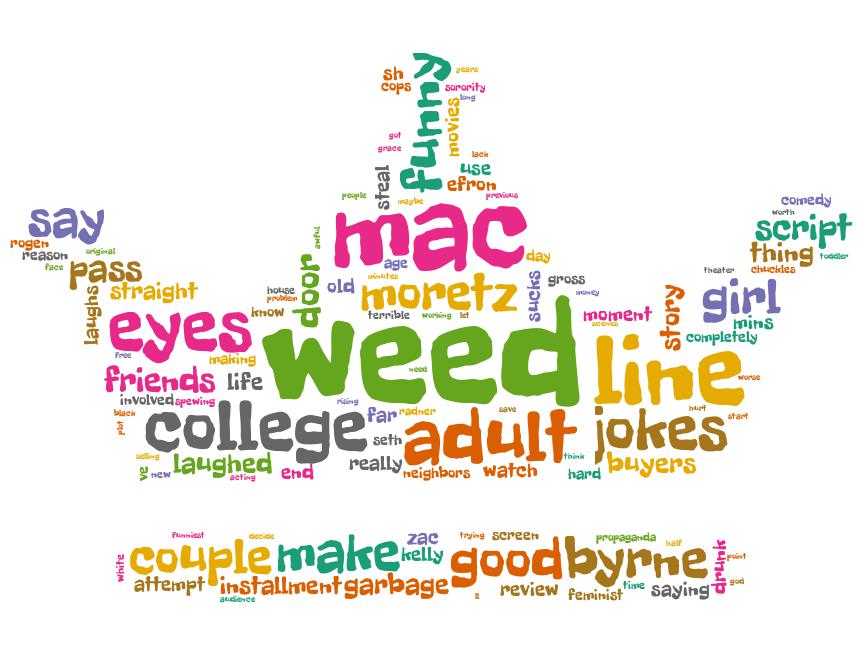 funny
sh
cops
years
sorority
long
movies
got
grace
lack
use
efron
steal
previous
people
maybe
mac
awful
day
say
rogen
reason
original
face
pass
straight
laughs
comedy
worth
script
thing
toddler
chuckles
theater
age
minutes
old
moretz
sucks
gross
money
house
problem
door
know
terrible
working
let
moment
scenes
story
girl
mins
completely
eyes
free
making
weed
need
line
worse
friends
life
involved
spewing
rising
black
plot
college
far
radner
seth
adult
save
think
jokes
hurt
start
selling
ve
new
laughed
acting
end
really
neighbors
watch
hard
buyers
funniest
decide
zac
trying
screen
propaganda
half
white
couple
make
kelly
good
byrne
drunk
point
god
attempt
installment
garbage
audience
ll
review
feminist
time
saying